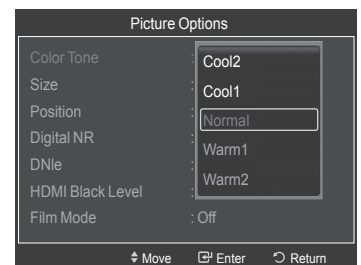 Picture Options
Color Tone :
Size :
Position :
Digital NR :
DNIe :
HDMI Black Level :
Film Mode : Off
Cool2
Cool1
Normal
Warm1
Warm2
Move Enter Return